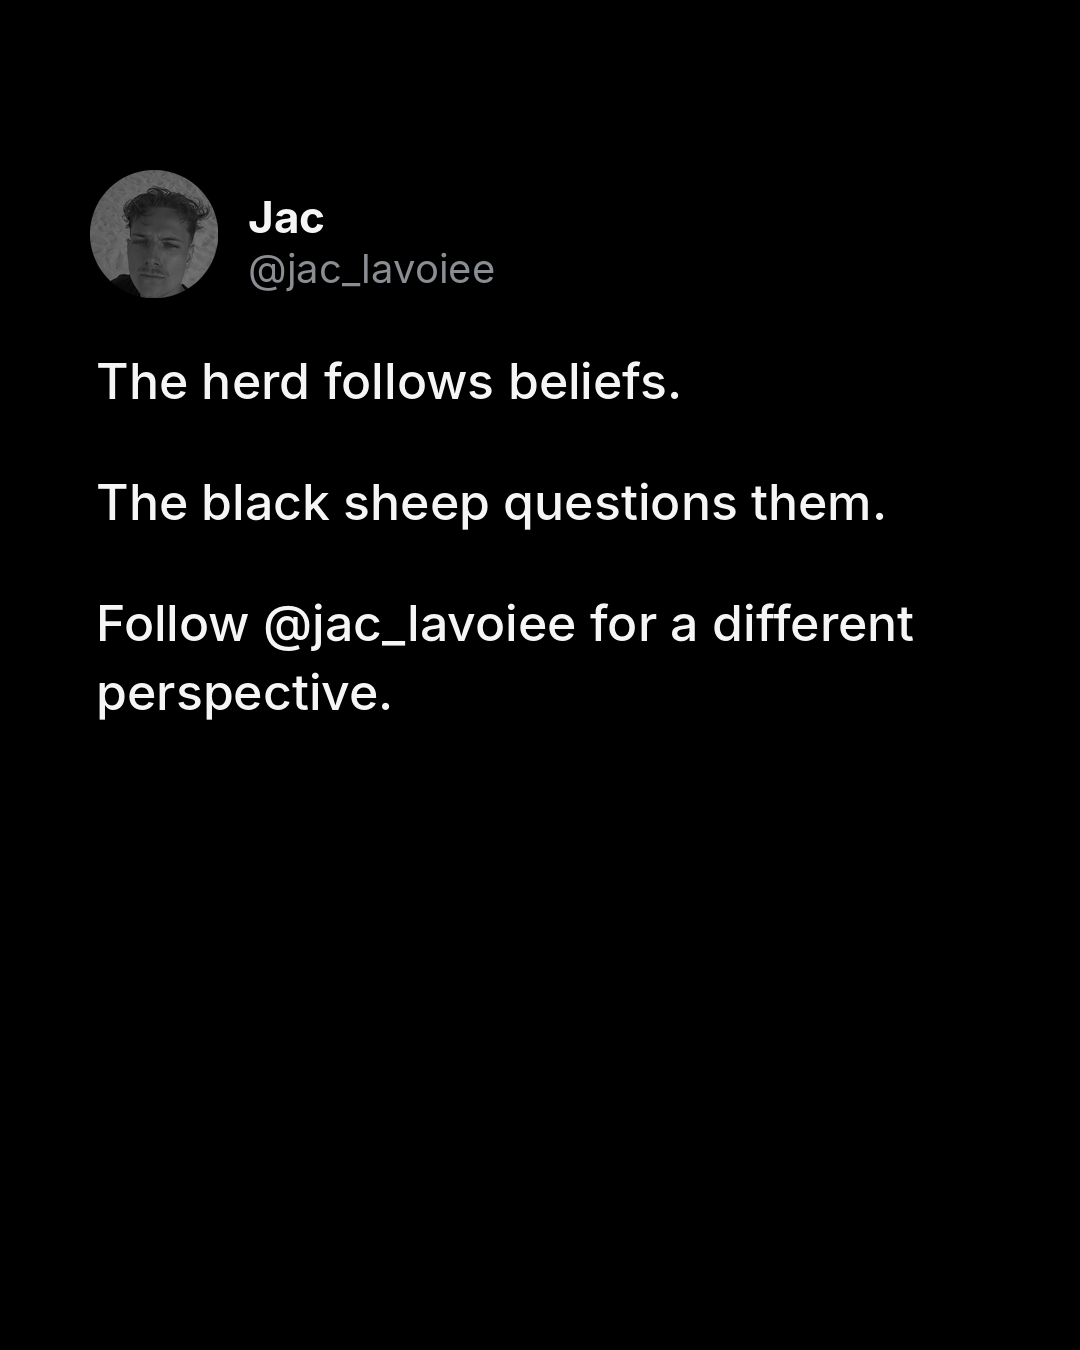 Jac
@jac_lavoiee
The herd follows beliefs.
The black sheep questions them.
Follow @jac_lavoiee for a different
perspective.